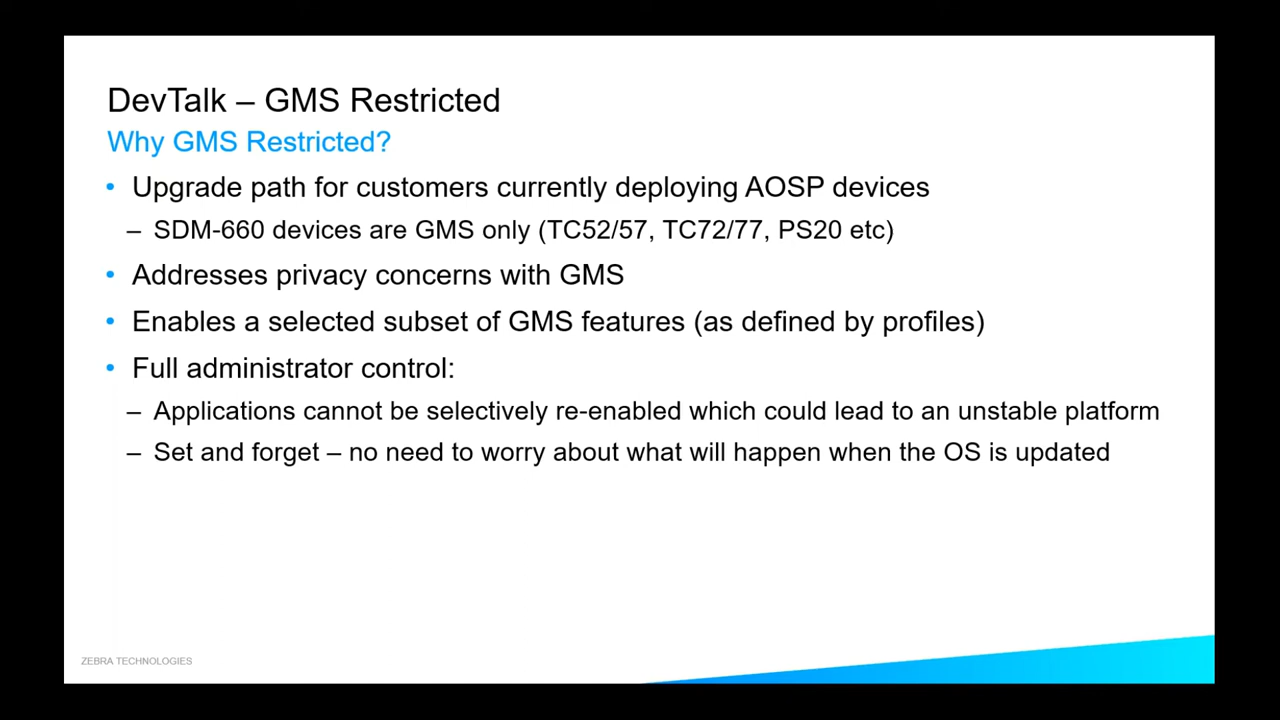 DevTalk – GMS Restricted
Why GMS Restricted?
• Upgrade path for customers currently deploying AOSP devices
– SDM-660 devices are GMS only (TC52/57, TC72/77, PS20 etc)
• Addresses privacy concerns with GMS
• Enables a selected subset of GMS features (as defined by profiles)
• Full administrator control:
– Applications cannot be selectively re-enabled which could lead to an unstable platform
– Set and forget – no need to worry about what will happen when the OS is updated
ZEBRA TECHNOLOGIES